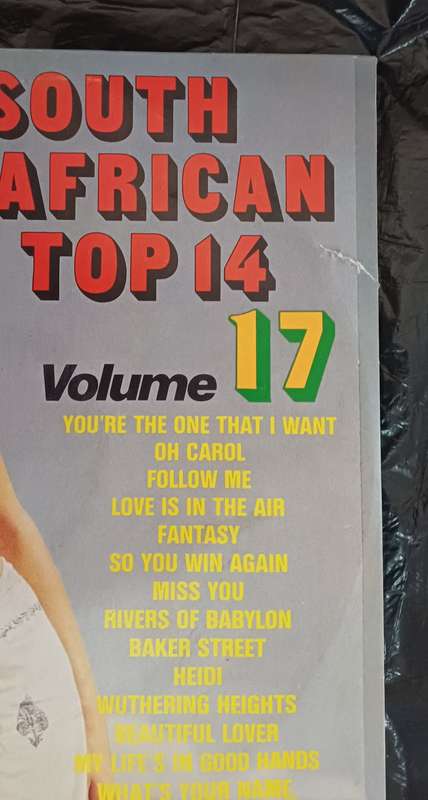 SOUTH
AFRICAN
TOP 14
Volume 17
YOU'RE THE ONE THAT I WANT
OH CAROL
FOLLOW ME
LOVE IS IN THE AIR
FANTASY
SO YOU WIN AGAIN
MISS YOU
RIVERS OF BABYLON
BAKER STREET
HEIDI
WUTHERING HEIGHTS
BEAUTIFUL LOVER
MY LIFE'S IN GOOD HANDS
WHAT'S YOUR NAME,